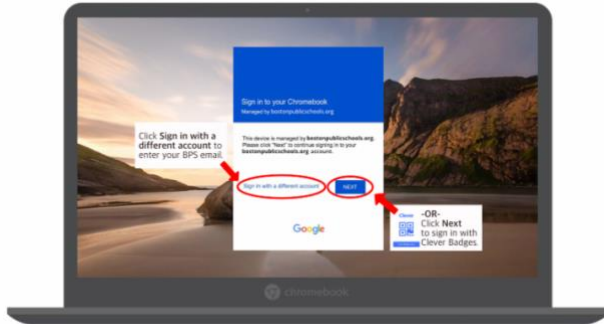 Sign in to your Chromebook
Managed by bostonpublicschools.org
This device is managed by bostonpublicschools.org.
Please click "Next" to continue signing in to your
bostonpublicschools.org account.
Click Sign in with a
different account to
enter your BPS email.
Sign in with a different account
NEXT
Google
Clever
-OR-
Click Next
to sign in with
Clever Badges.
chromebook